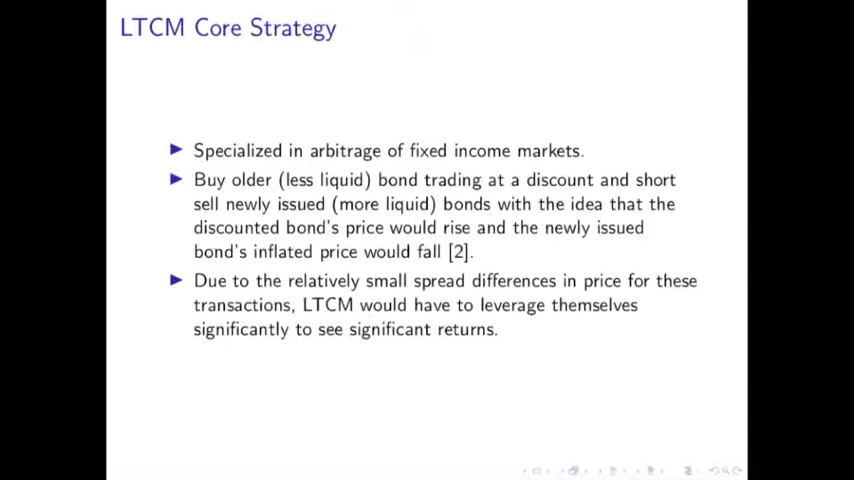 LTCM Core Strategy
Specialized in arbitrage of fixed income markets.
Buy older (less liquid) bond trading at a discount and short
sell newly issued (more liquid) bonds with the idea that the
discounted bond's price would rise and the newly issued
bond's inflated price would fall [2].
Due to the relatively small spread differences in price for these
transactions, LTCM would have to leverage themselves
significantly to see significant returns.